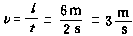 υ = l/t = 6 m/2 s = 3 m/s